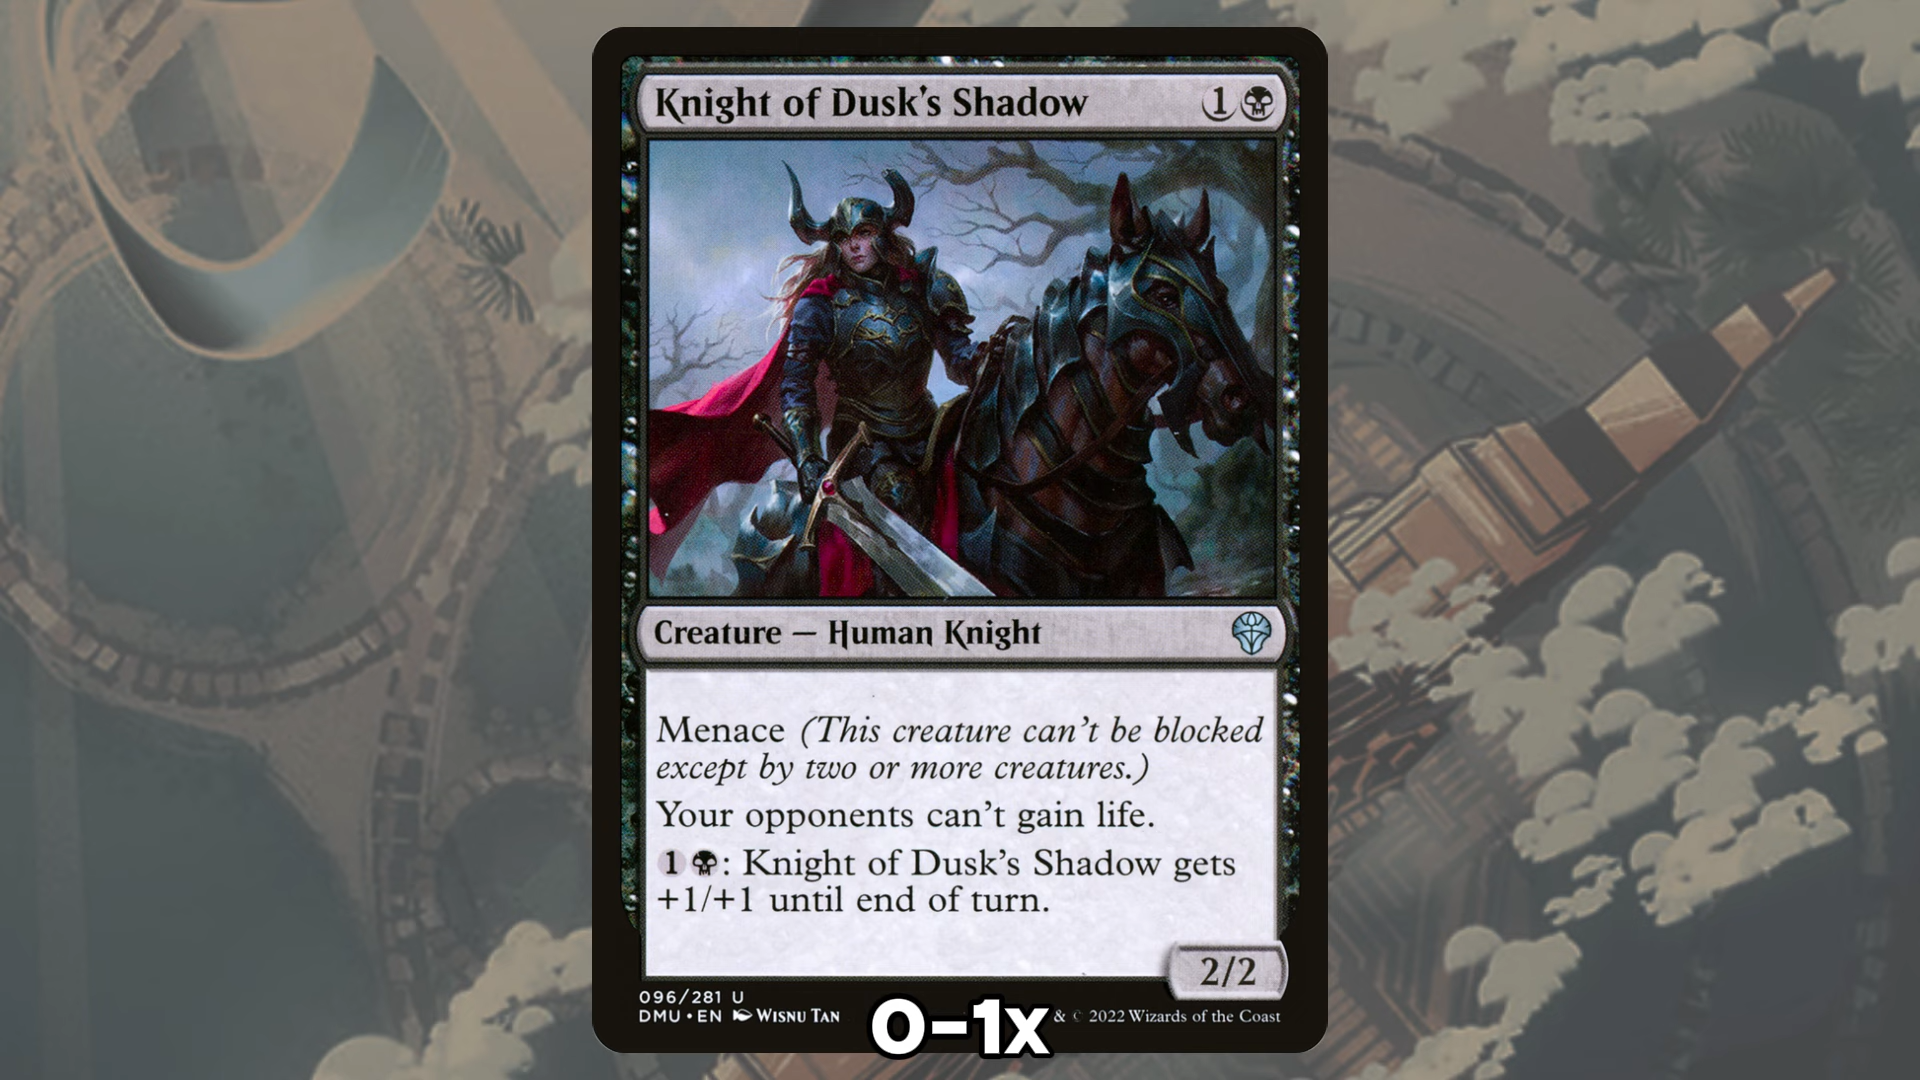 Knight of Dusk's Shadow 1
Creature — Human Knight
Menace (This creature can't be blocked
except by two or more creatures.)
Your opponents can't gain life.
1 : Knight of Dusk's Shadow gets
+1/+1 until end of turn.
2/2
096/281 U
DMU • EN Wisnu Tan & © 2022 Wizards of the Coast
0-1x